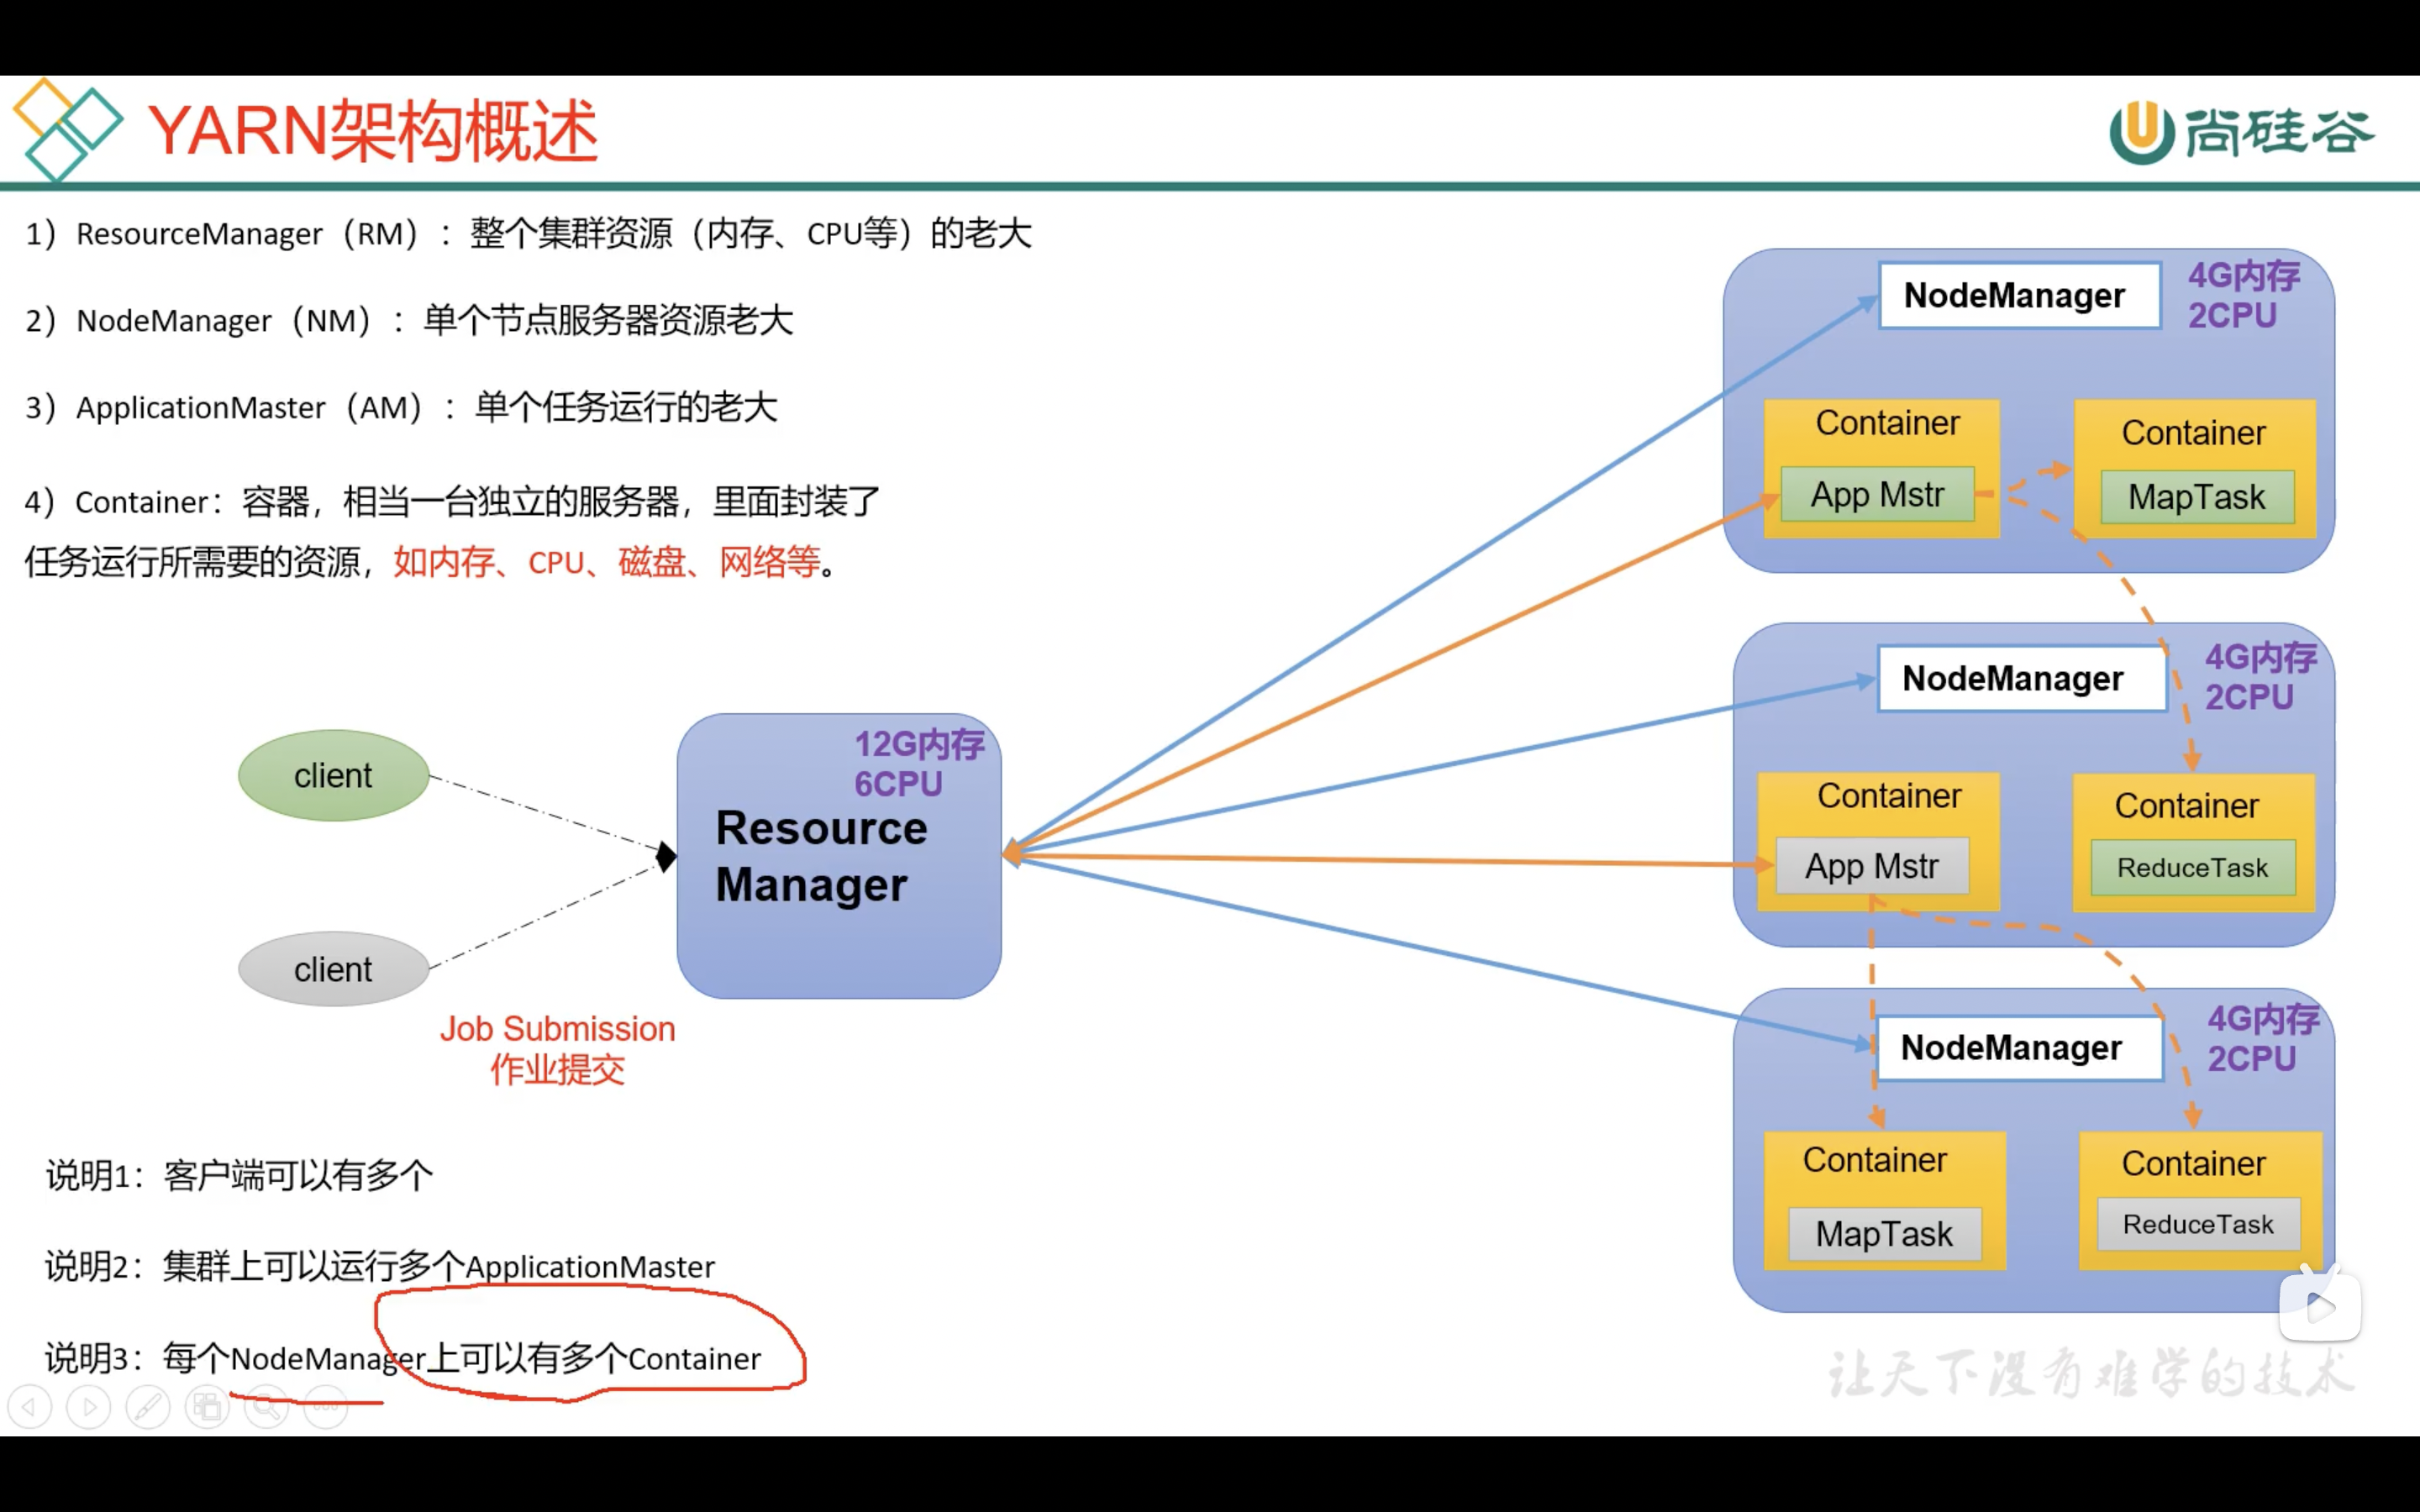 YARN架构概述
尚硅谷
1）ResourceManager（RM）：整个集群资源（内存、CPU等）的老大
2）NodeManager（NM）：单个节点服务器资源老大
3）ApplicationMaster（AM）：单个任务运行的老大
4）Container：容器，相当一台独立的服务器，里面封装了
任务运行所需要的资源，如内存、CPU、磁盘、网络等。
client
client
Job Submission
作业提交
12G内存
6CPU
Resource
Manager
NodeManager
4G内存
2CPU
Container
App Mstr
Container
MapTask
NodeManager
4G内存
2CPU
Container
App Mstr
Container
ReduceTask
NodeManager
4G内存
2CPU
Container
MapTask
Container
ReduceTask
说明1：客户端可以有多个
说明2：集群上可以运行多个ApplicationMaster
说明3：每个NodeManager上可以有多个Container
让天下没有难学的技术